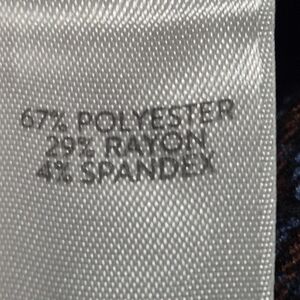 67% POLYESTER
29% RAYON
4% SPANDEX